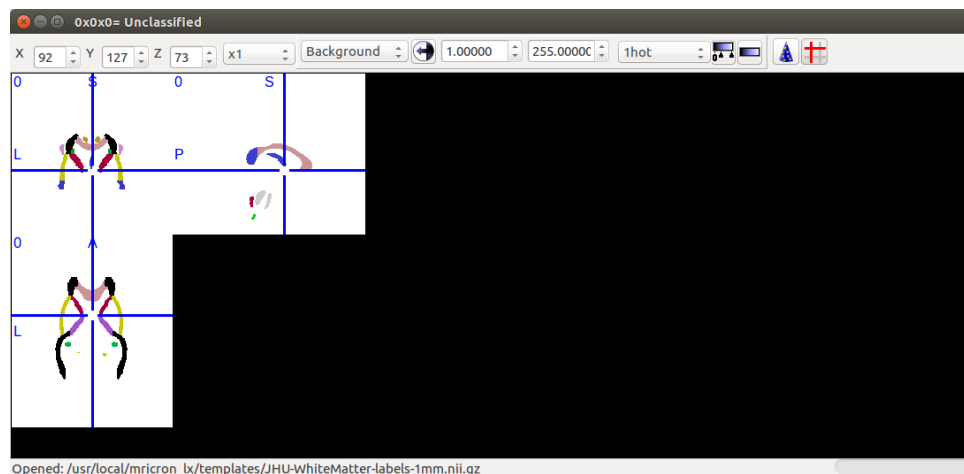 0x0x0= Unclassified
X 92 Y 127 Z 73 x1 Background 1.00000 255.0000 1hot
0 S 0 S
L P
0 A
L
Opened: /usr/local/mricron_lx/templates/JHU-WhiteMatter-labels-1mm.nii.gz